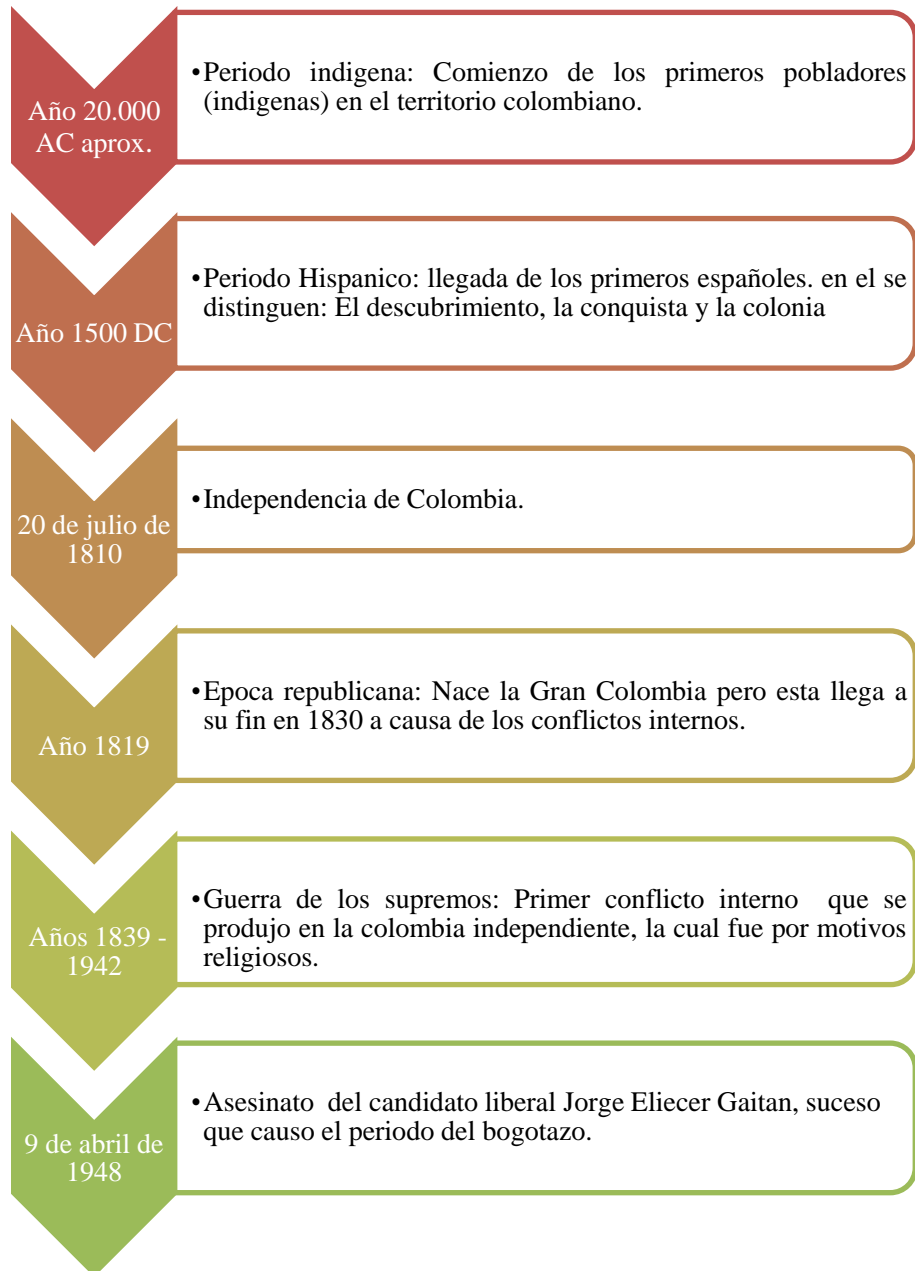 Año 20.000
AC aprox.
•Periodo indigena: Comienzo de los primeros pobladores
(indigenas) en el territorio colombiano.
Año 1500 DC
•Periodo Hispanico: llegada de los primeros españoles. en el se
distinguen: El descubrimiento, la conquista y la colonia
20 de julio de
1810
•Independencia de Colombia.
Año 1819
•Epoca republicana: Nace la Gran Colombia pero esta llega a
su fin en 1830 a causa de los conflictos internos.
Años 1839 -
1942
•Guerra de los supremos: Primer conflicto interno que se
produjo en la colombia independiente, la cual fue por motivos
religiosos.
9 de abril de
1948
•Asesinato del candidato liberal Jorge Eliecer Gaitan, suceso
que causo el periodo del bogotazo.